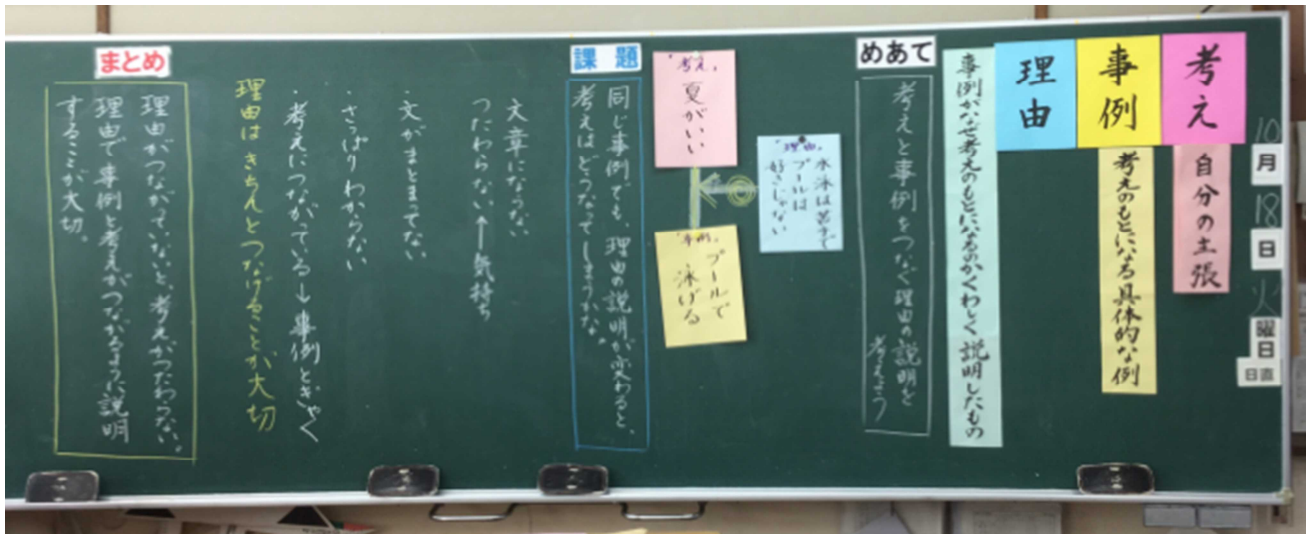 10月18日火曜日
日直
考え
自分の主張
事例
考えのもとになる具体的な例
理由
事例がなぜ考えのもとになるのかくわしく説明したもの
めあて
考えと事例をつなぐ理由の説明を
考えよう
「考え」
夏がいい
「理由」
水泳は苦手で
プールは
好きじゃない
「事例」
プールで
泳げる
課題
同じ事例でも、理由の説明が変わると、
考えはどうなってしまうかな。
文章にならない
つたわらない←気持ち
・文がまとまってない
・さっぱりわからない
・考えにつながっている→事例とぎゃく
理由はきちんとつなげることが大切
まとめ
理由がつながっていないと、考えがつたわらない。
理由で事例と考えがつながるように説明
することが大切。